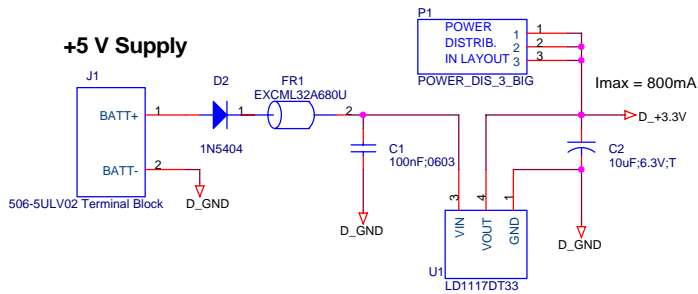 +5 V Supply
P1
POWER
DISTRIB.
IN LAYOUT
1
2
3
1
2
3
POWER_DIS_3_BIG
Imax = 800mA
J1
BATT+
1
BATT-
2
506-5ULV02 Terminal Block
D_GND
D2
1N5404
FR1
EXCML32A680U
1
2
C1
100nF;0603
D_GND
D_+3.3V
C2
10uF;6.3V;T
D_GND
3
4
1
VIN
VOUT
GND
U1
LD1117DT33